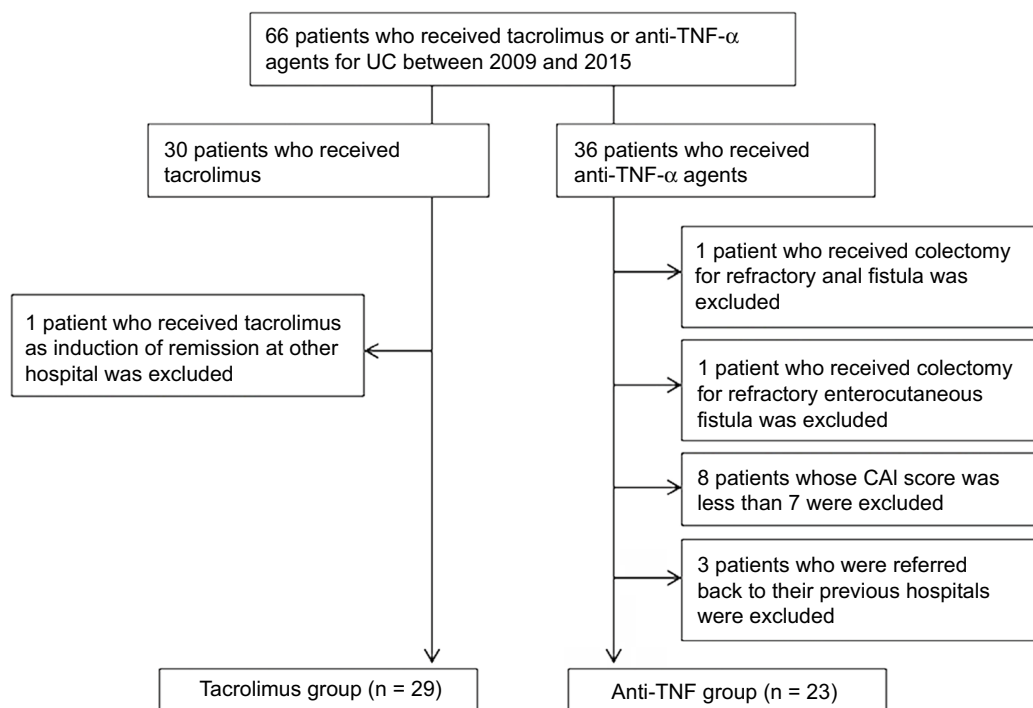 66 patients who received tacrolimus or anti-TNF-α
agents for UC between 2009 and 2015
30 patients who received
tacrolimus
36 patients who received
anti-TNF-α agents
1 patient who received colectomy
for refractory anal fistula was
excluded
1 patient who received tacrolimus
as induction of remission at other
hospital was excluded
1 patient who received colectomy
for refractory enterocutaneous
fistula was excluded
8 patients whose CAI score was
less than 7 were excluded
3 patients who were referred
back to their previous hospitals
were excluded
Tacrolimus group (n = 29)
Anti-TNF group (n = 23)